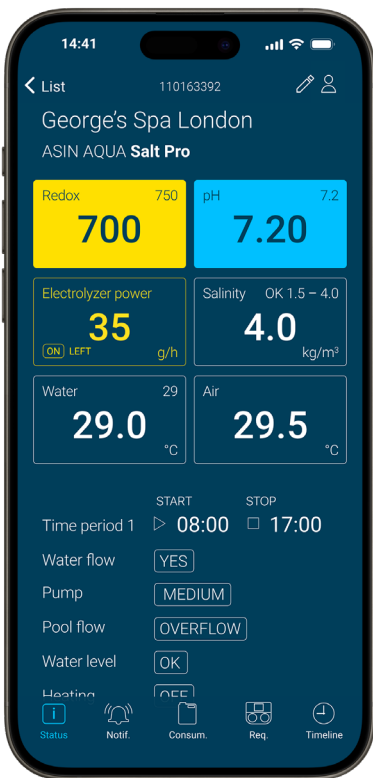 14:41
List 110163392
George's Spa London
ASIN AQUA Salt Pro
Redox 750 pH 7.2
700 7.20
Electrolyzer power Salinity OK 1.5 – 4.0
35 4.0
ON LEFT g/h kg/m³
Water 29 Air
29.0 29.5
°C °C
START STOP
Time period 1 08:00 17:00
Water flow YES
Pump MEDIUM
Pool flow OVERFLOW
Water level OK
Heating OFF
i
Status Notif. Consum. Req. Timeline